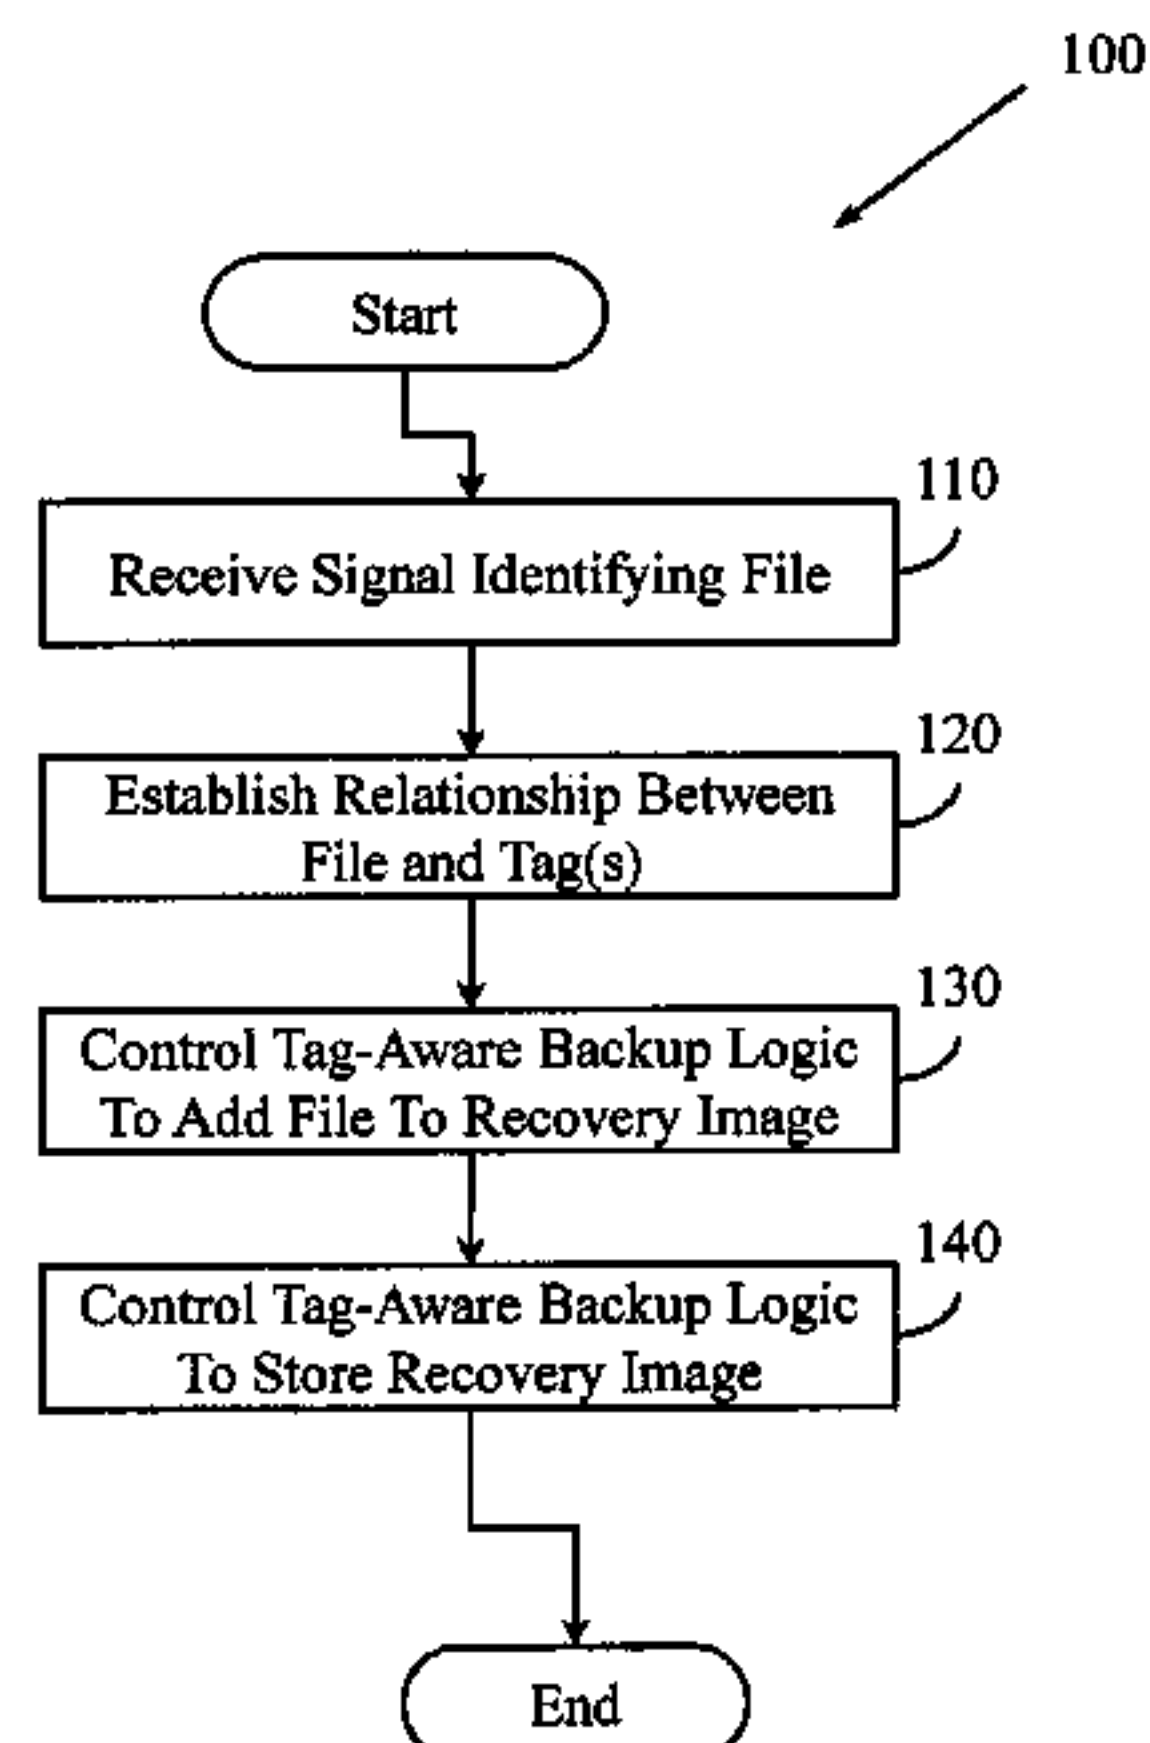 100
Start
110
Receive Signal Identifying File
120
Establish Relationship Between
File and Tag(s)
130
Control Tag-Aware Backup Logic
To Add File To Recovery Image
140
Control Tag-Aware Backup Logic
To Store Recovery Image
End